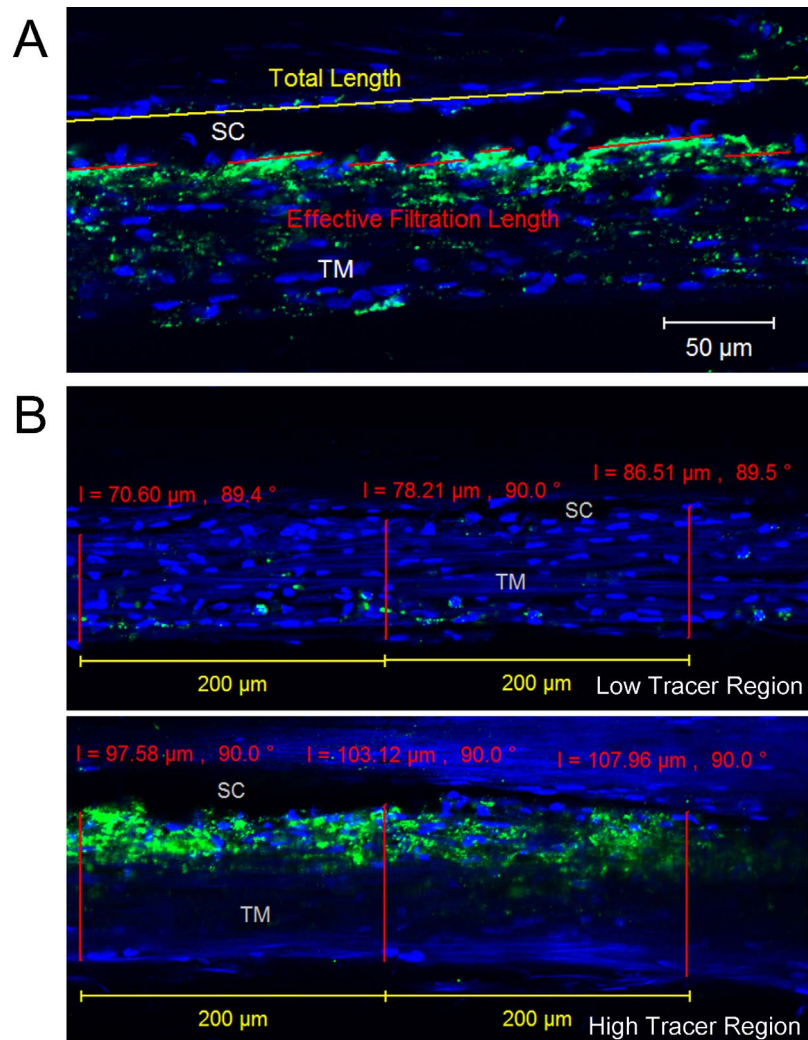 A
Total Length
SC
Effective Filtration Length
TM
50 µm
B
l = 70.60 µm , 89.4 °
l = 78.21 µm , 90.0 °
l = 86.51 µm , 89.5 °
SC
TM
200 µm
200 µm
Low Tracer Region
l = 97.58 µm , 90.0 °
l = 103.12 µm , 90.0 °
l = 107.96 µm , 90.0 °
SC
TM
200 µm
200 µm
High Tracer Region